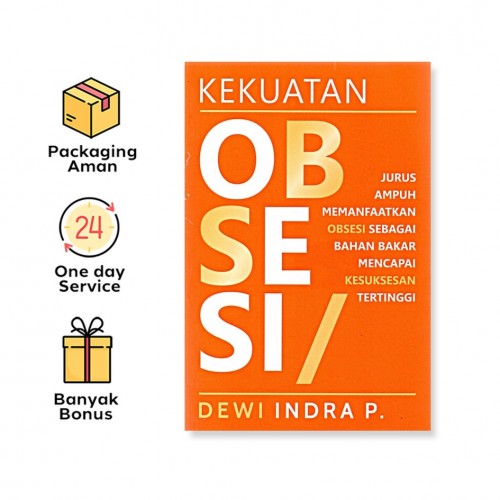 Packaging
Aman
24
One day
Service
Banyak
Bonus
KEKUATAN
OB
SE
SI/
JURUS
AMPUH
MEMANFAATKAN
OBSESI SEBAGAI
BAHAN BAKAR
MENCAPAI
KESUKSESAN
TERTINGGI
DEWI INDRA P.